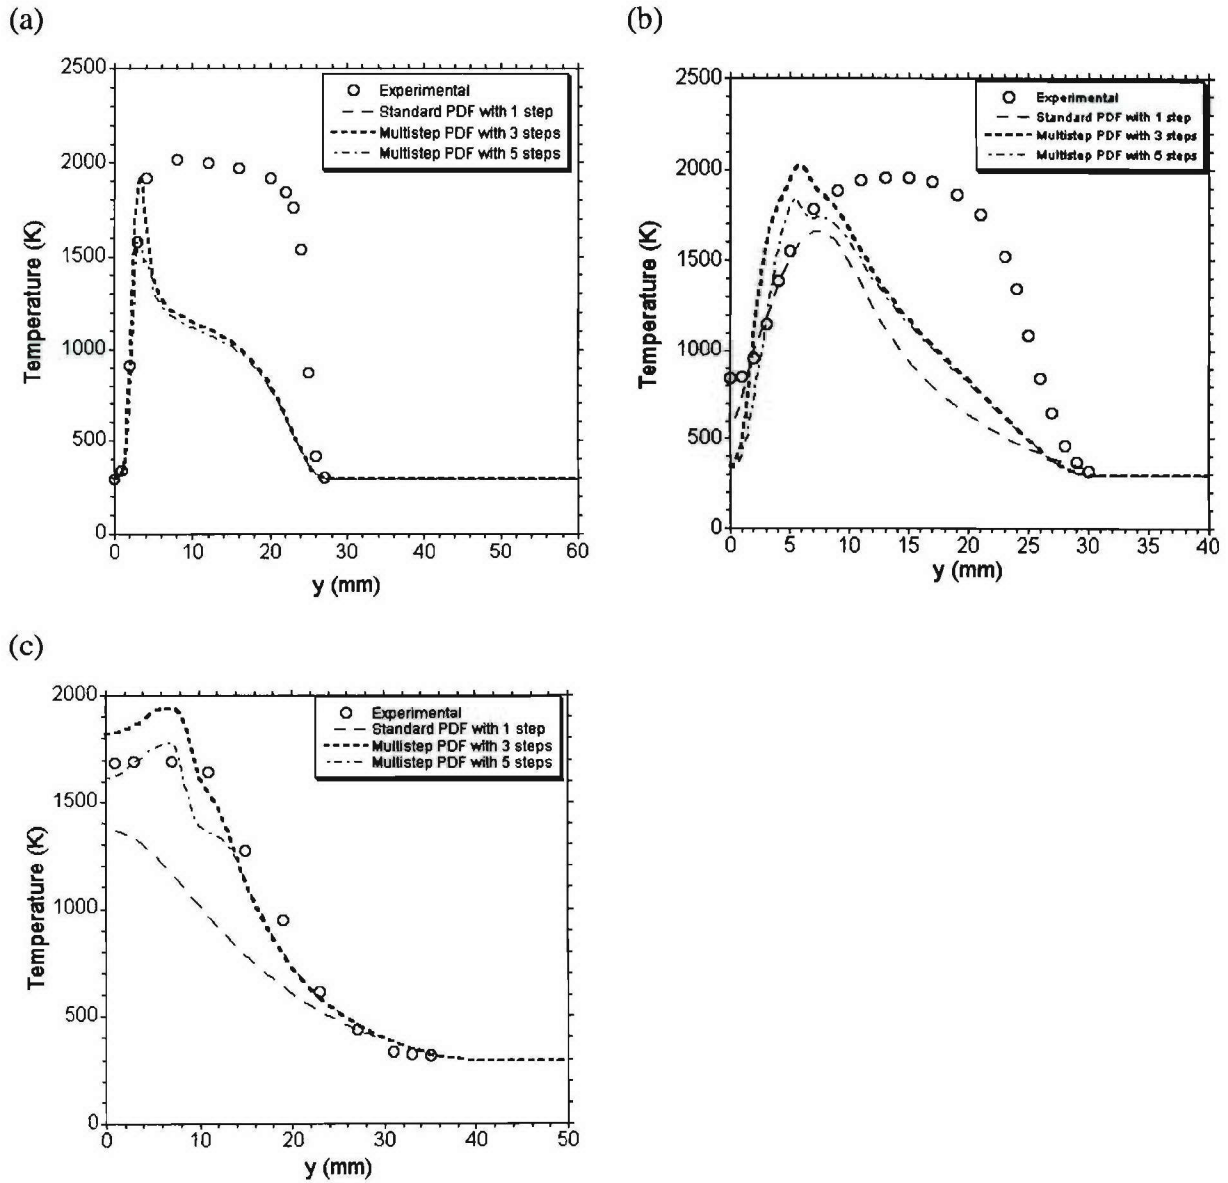 (a)
2500
2000
1500
1000
500
0
Temperature (K)
Experimental
Standard PDF with 1 step
Multistep PDF with 3 steps
Multistep PDF with 5 steps
0 10 20 30 40 50 60
y (mm)
(b)
2500
2000
1500
1000
500
0
Temperature (K)
Experimental
Standard PDF with 1 step
Multistep PDF with 3 steps
Multistep PDF with 5 steps
0 5 10 15 20 25 30 35 40
y (mm)
(c)
2000
1500
1000
500
0
Temperature (K)
Experimental
Standard PDF with 1 step
Multistep PDF with 3 steps
Multistep PDF with 5 steps
0 10 20 30 40 50
y (mm)